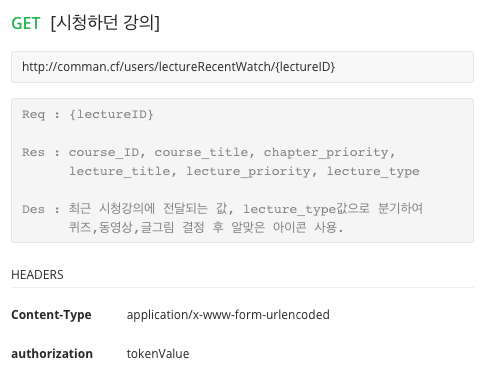 GET [시청하던 강의]
http://comman.cf/users/lectureRecentWatch/{lectureID}
Req : {lectureID}
Res : course_ID, course_title, chapter_priority,
lecture_title, lecture_priority, lecture_type
Des : 최근 시청강의에 전달되는 값, lecture_type값으로 분기하여
퀴즈,동영상,글그림 결정 후 알맞은 아이콘 사용.
HEADERS
Content-Type application/x-www-form-urlencoded
authorization tokenValue